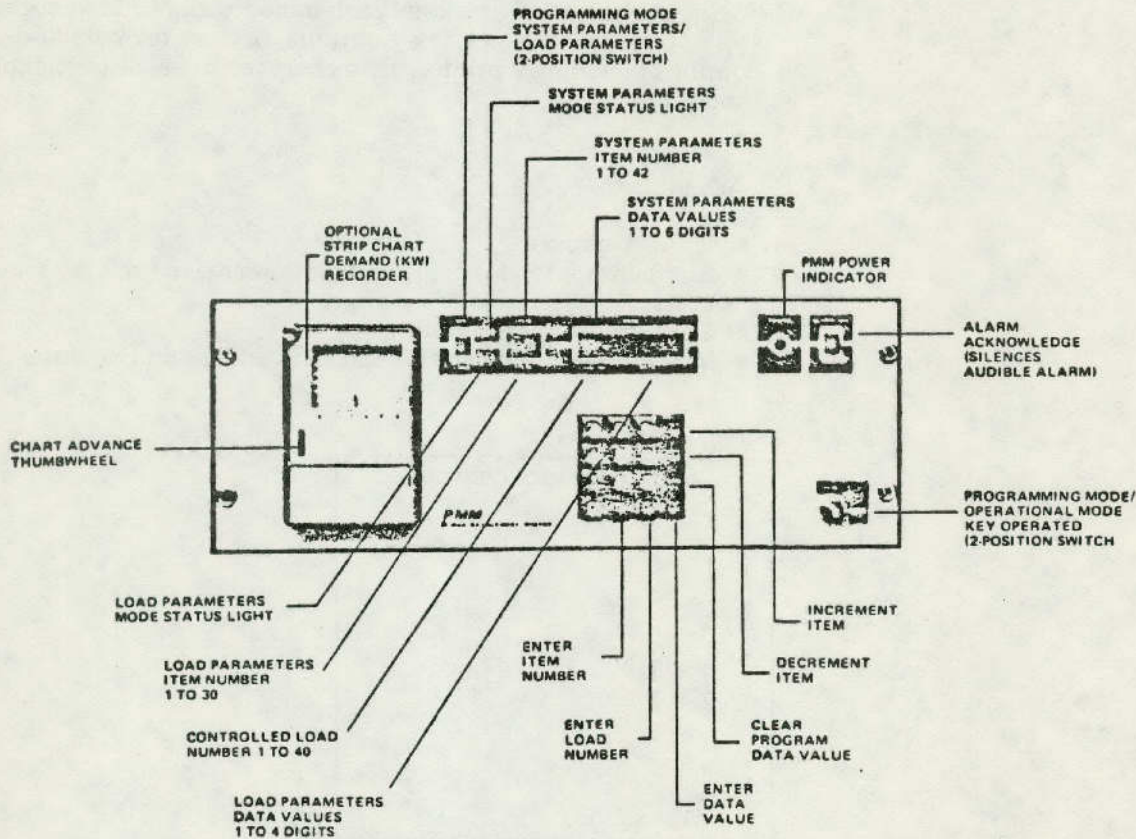 PROGRAMMING MODE
SYSTEM PARAMETERS/
LOAD PARAMETERS
(2-POSITION SWITCH)
SYSTEM PARAMETERS
MODE STATUS LIGHT
SYSTEM PARAMETERS
ITEM NUMBER
1 TO 42
SYSTEM PARAMETERS
DATA VALUES
1 TO 6 DIGITS
OPTIONAL
STRIP CHART
DEMAND (KW)
RECORDER
PMM POWER
INDICATOR
ALARM
ACKNOWLEDGE
(SILENCES
AUDIBLE ALARM)
CHART ADVANCE
THUMBWHEEL
PMM
PROGRAMMING MODE/
OPERATIONAL MODE
KEY OPERATED
(2-POSITION SWITCH
LOAD PARAMETERS
MODE STATUS LIGHT
INCREMENT
ITEM
LOAD PARAMETERS
ITEM NUMBER
1 TO 30
ENTER
ITEM
NUMBER
DECREMENT
ITEM
CONTROLLED LOAD
NUMBER 1 TO 40
ENTER
LOAD
NUMBER
CLEAR
PROGRAM
DATA VALUE
LOAD PARAMETERS
DATA VALUES
1 TO 4 DIGITS
ENTER
DATA
VALUE